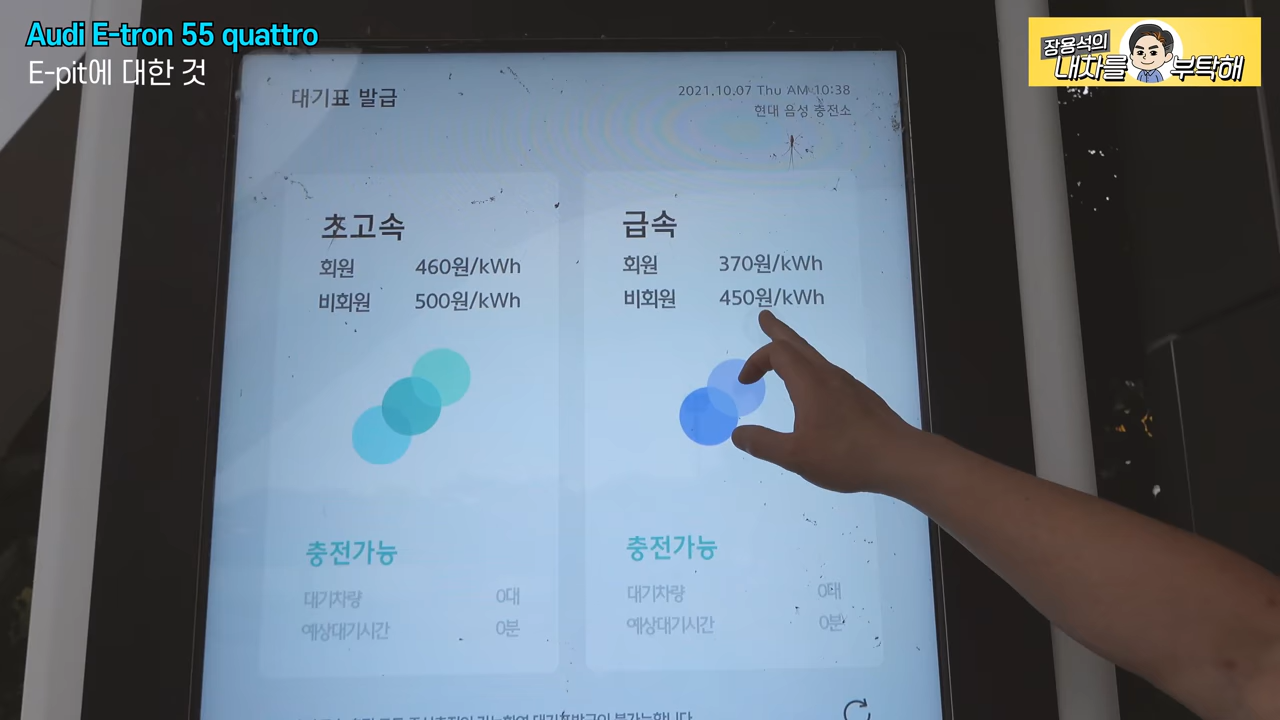 Audi E-tron 55 quattro
E-pit에 대한 것
장용석의
내차를 부탁해
대기표 발급
2021.10.07 Thu AM 10:38
현대 음성 충전소
초고속
회원 460원/kWh
비회원 500원/kWh
충전가능
대기차량 0대
예상대기시간 0분
급속
회원 370원/kWh
비회원 450원/kWh
충전가능
대기차량 0대
예상대기시간 0분